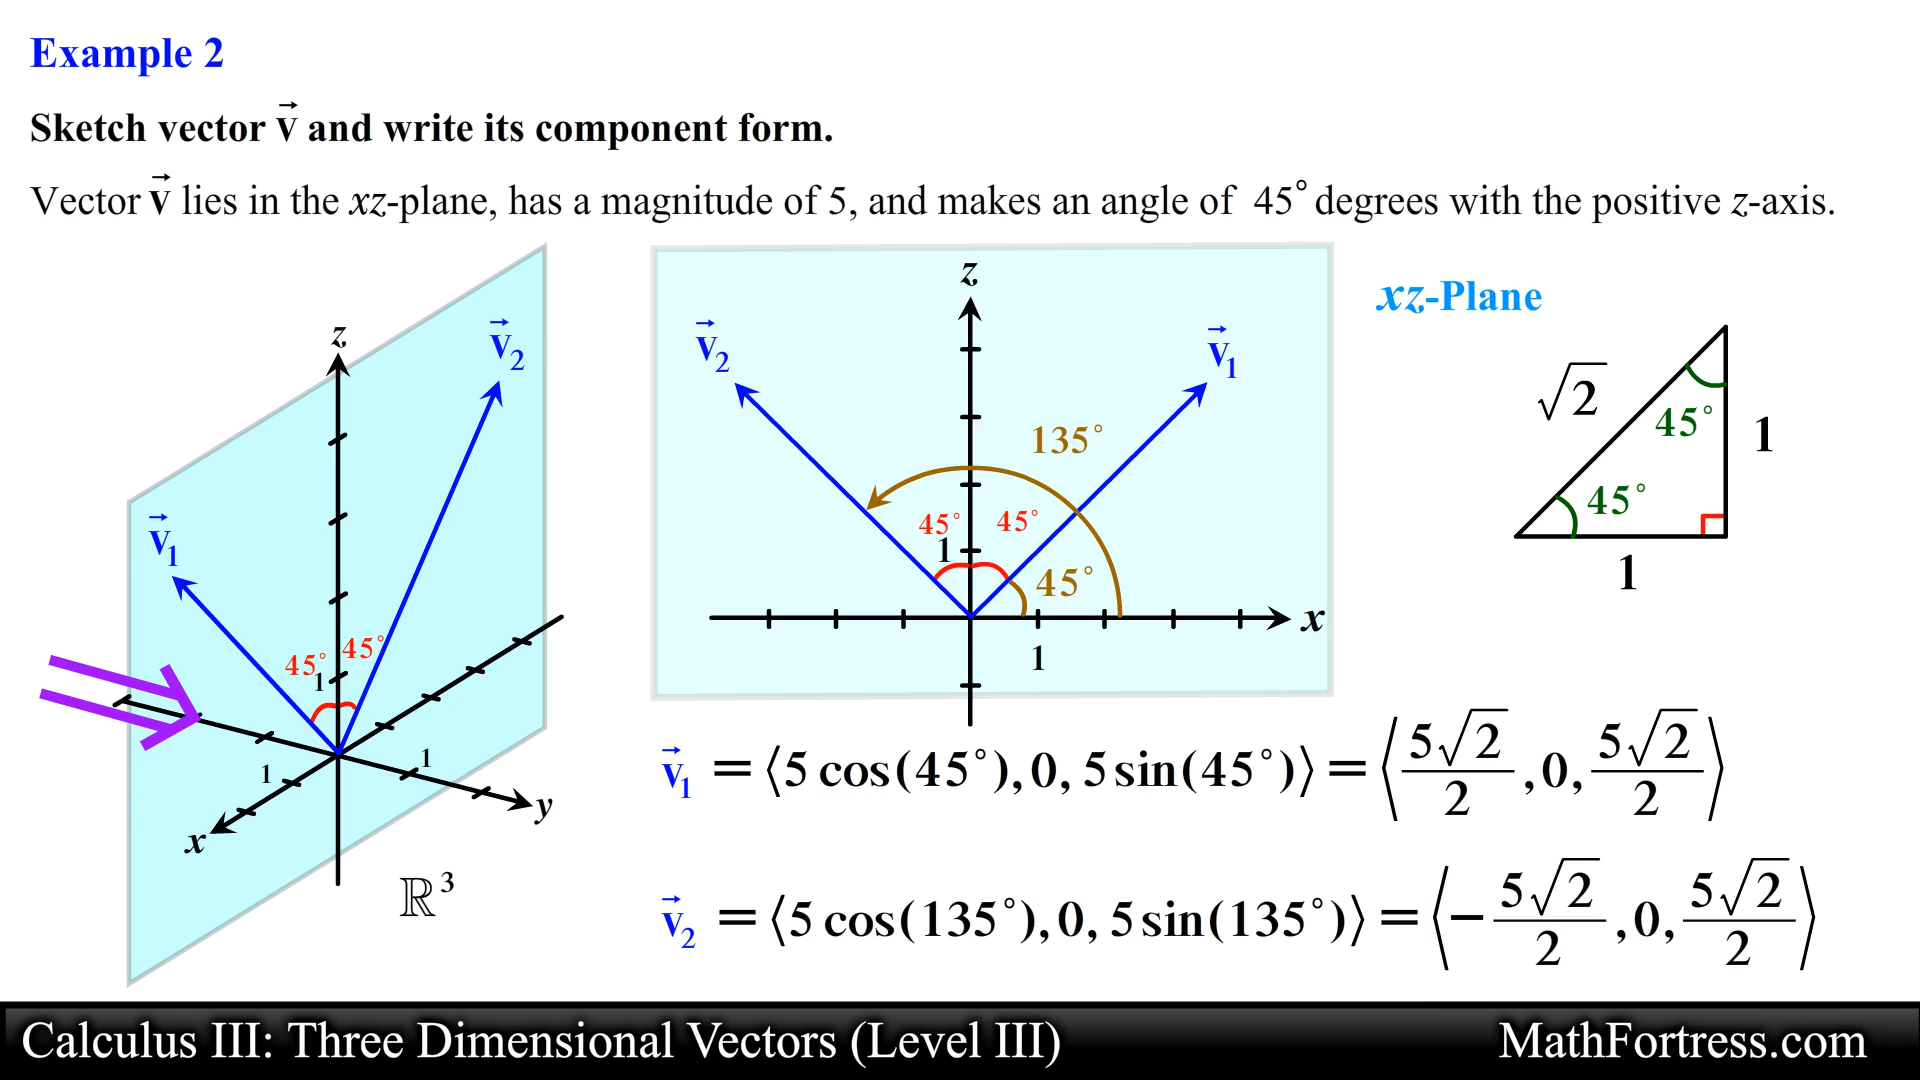 Example 2
Sketch vector v⃗ and write its component form.
Vector v⃗ lies in the xz-plane, has a magnitude of 5, and makes an angle of 45° degrees with the positive z-axis.
z
v⃗₂
v⃗₁
45°
45°
1
1
1
x
y
ℝ³
z
v⃗₂
v⃗₁
135°
45°
45°
1
45°
x
1
xz-Plane
√2
45°
1
45°
1
v⃗₁ = ⟨5 cos(45°), 0, 5 sin(45°)⟩ = ⟨5√2/2, 0, 5√2/2⟩
v⃗₂ = ⟨5 cos(135°), 0, 5 sin(135°)⟩ = ⟨−5√2/2, 0, 5√2/2⟩
Calculus III: Three Dimensional Vectors (Level III)
MathFortress.com